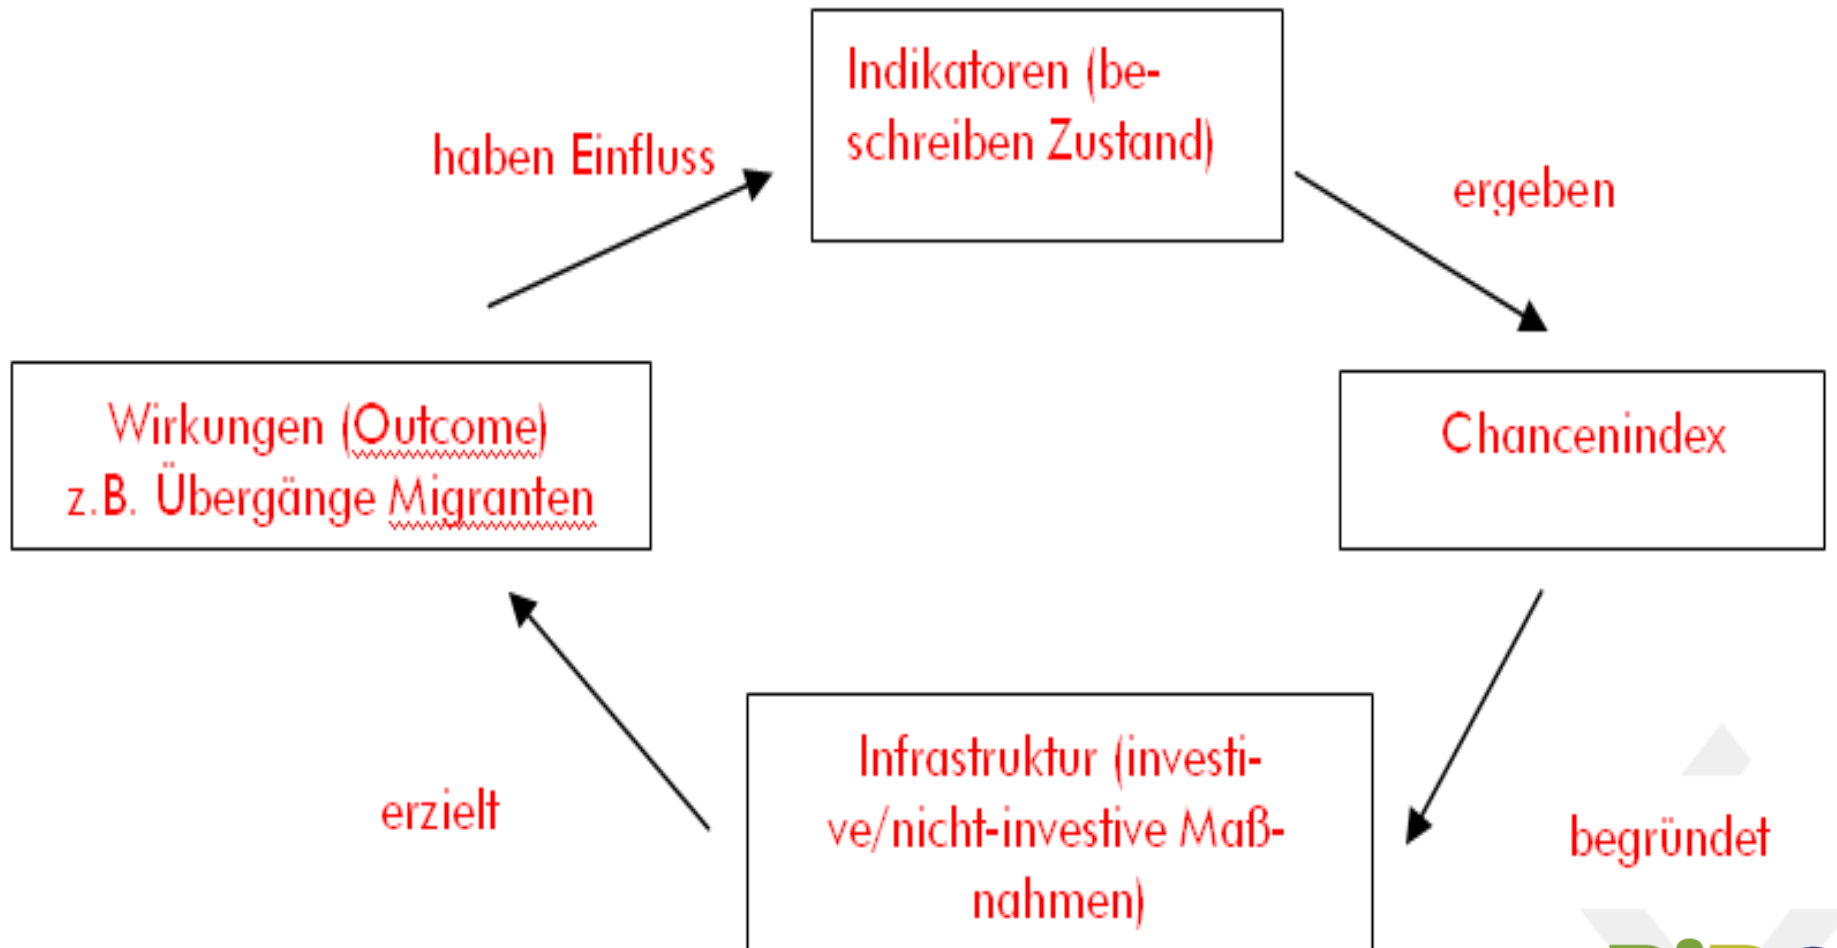 Indikatoren (be-
schreiben Zustand)
haben Einfluss
ergeben
Wirkungen (Outcome)
z.B. Übergänge Migranten
Chancenindex
Infrastruktur (investi-
ve/nicht-investive Maß-
nahmen)
erzielt
begründet